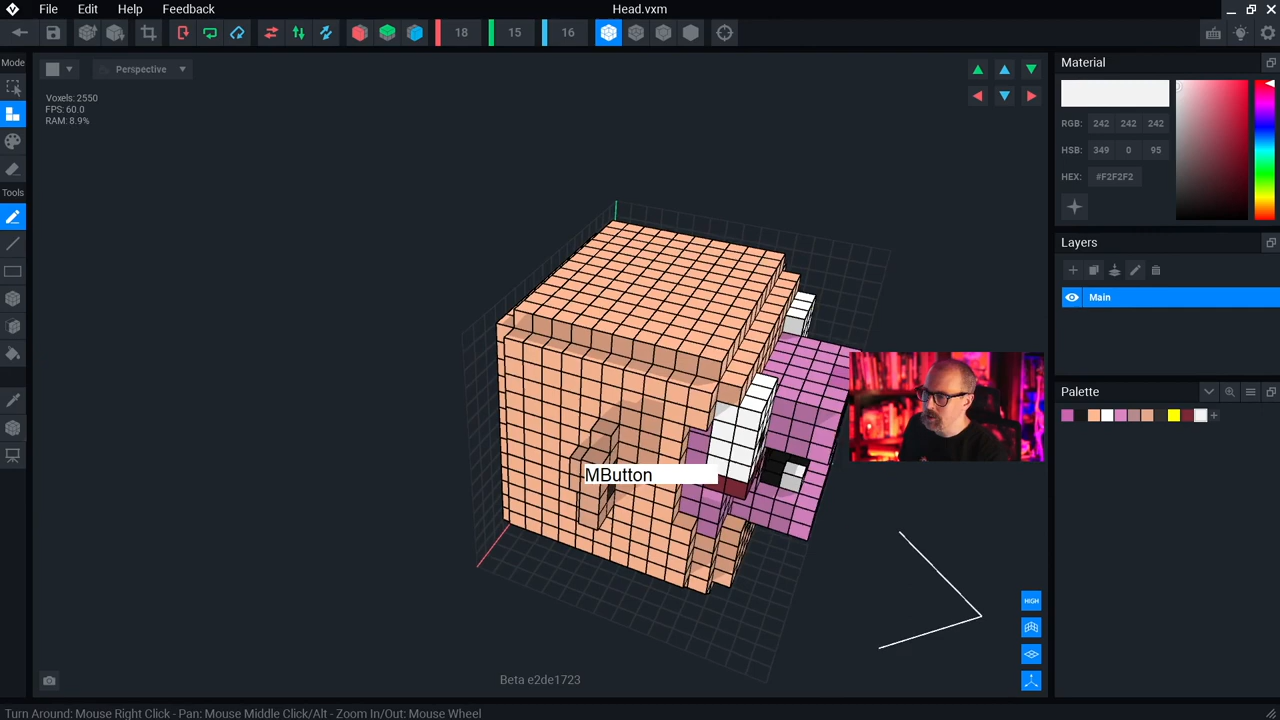 File Edit Help Feedback
Head.vxm
18 15 16
Mode
Perspective
Voxels: 2550
FPS: 60.0
RAM: 8.9%
Tools
MButton
Material
RGB: 242 242 242
HSB: 349 0 95
HEX: #F2F2F2
Layers
Main
Palette
HIGH
Beta e2de1723
Turn Around: Mouse Right Click - Pan: Mouse Middle Click/Alt - Zoom In/Out: Mouse Wheel